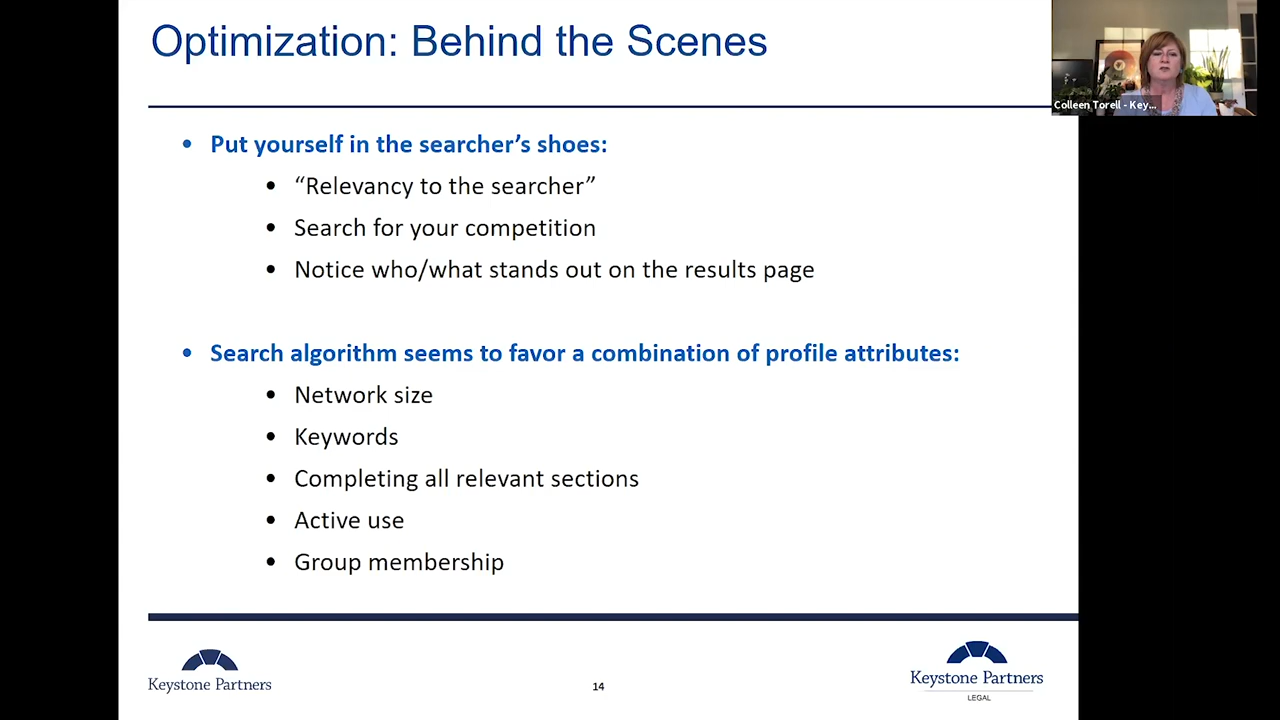 Optimization: Behind the Scenes
Colleen Torell - Key...
• Put yourself in the searcher’s shoes:
• “Relevancy to the searcher”
• Search for your competition
• Notice who/what stands out on the results page
• Search algorithm seems to favor a combination of profile attributes:
• Network size
• Keywords
• Completing all relevant sections
• Active use
• Group membership
Keystone Partners
14
Keystone Partners
LEGAL